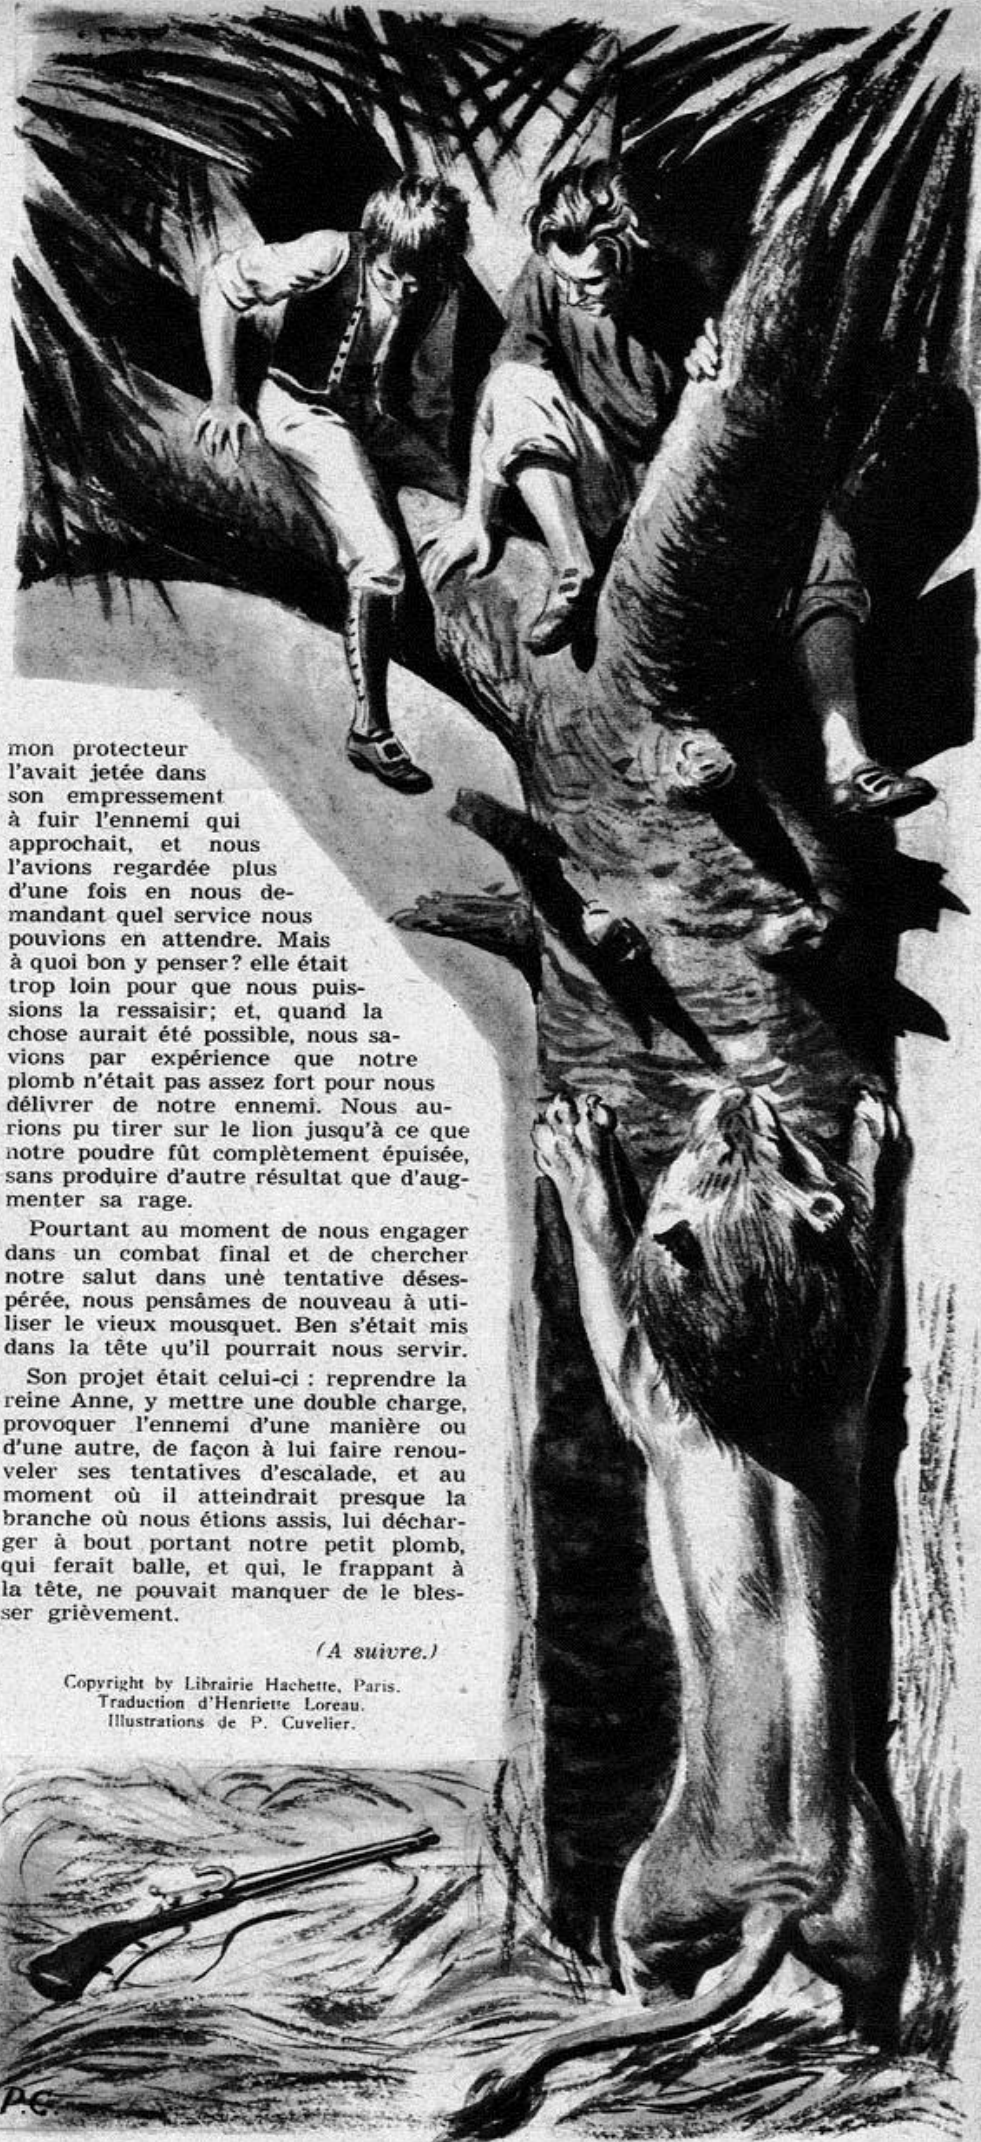 mon protecteur
l'avait jetée dans
son empressement
à fuir l'ennemi qui
approchait, et nous
l'avions regardée plus
d'une fois en nous de-
mandant quel service nous
pouvions en attendre. Mais
à quoi bon y penser? elle était
trop loin pour que nous puis-
sions la ressaisir; et, quand la
chose aurait été possible, nous sa-
vions par expérience que notre
plomb n'était pas assez fort pour nous
délivrer de notre ennemi. Nous au-
rions pu tirer sur le lion jusqu'à ce que
notre poudre fût complètement épuisée,
sans produire d'autre résultat que d'aug-
menter sa rage.
Pourtant au moment de nous engager
dans un combat final et de chercher
notre salut dans unè tentative déses-
pérée, nous pensâmes de nouveau à uti-
liser le vieux mousquet. Ben s'était mis
dans la tête qu'il pourrait nous servir.
Son projet était celui-ci : reprendre la
reine Anne, y mettre une double charge,
provoquer l'ennemi d'une manière ou
d'une autre, de façon à lui faire renou-
veler ses tentatives d'escalade, et au
moment où il atteindrait presque la
branche où nous étions assis, lui déchar-
ger à bout portant notre petit plomb,
qui ferait balle, et qui, le frappant à
la tête, ne pouvait manquer de le bles-
ser grièvement.
(A suivre.)
Copyright by Librairie Hachette, Paris.
Traduction d'Henriette Loreau.
Illustrations de P. Cuvelier.
P.C.